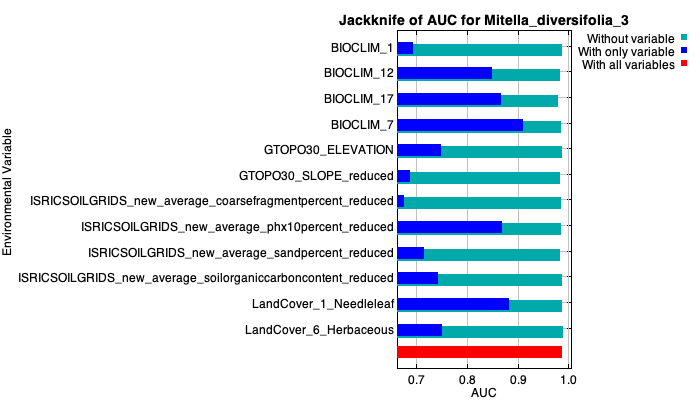 Jackknife of AUC for Mitella_diversifolia_3
Without variable
With only variable
With all variables
Environmental Variable
BIOCLIM_1
BIOCLIM_12
BIOCLIM_17
BIOCLIM_7
GTOPO30_ELEVATION
GTOPO30_SLOPE_reduced
ISRICSOILGRIDS_new_average_coarsefragmentpercent_reduced
ISRICSOILGRIDS_new_average_phx10percent_reduced
ISRICSOILGRIDS_new_average_sandpercent_reduced
ISRICSOILGRIDS_new_average_soilorganiccarboncontent_reduced
LandCover_1_Needleleaf
LandCover_6_Herbaceous
0.7 0.8 0.9 1.0
AUC